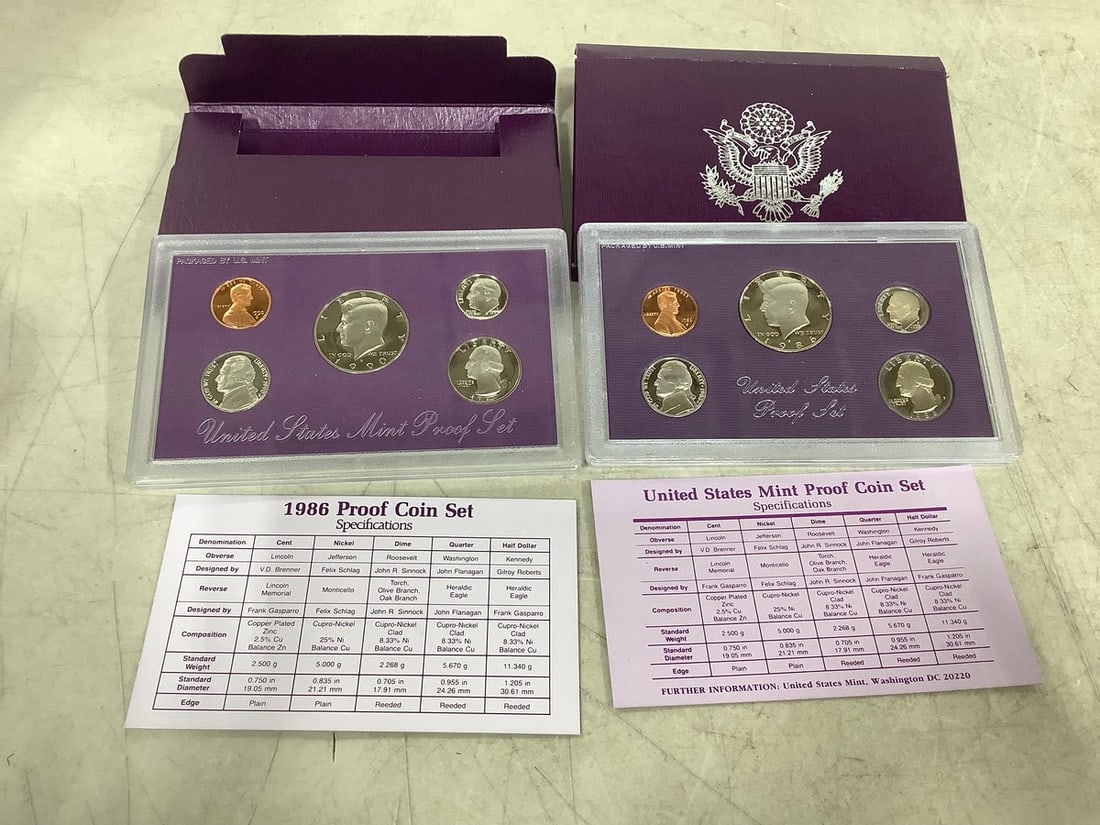 PACKAGED BY U.S. MINT
LIBERTY
IN GOD WE TRUST
1990
LIBERTY
United States Mint Proof Set
PACKAGED BY U.S. MINT
LIBERTY
IN GOD WE TRUST
1986
LIBERTY
United States
Proof Set
1986 Proof Coin Set
Specifications
Denomination Cent Nickel Dime Quarter Half Dollar
Obverse Lincoln Jefferson Roosevelt Washington Kennedy
Designed by V.D. Brenner Felix Schlag John R. Sinnock John Flanagan Gilroy Roberts
Reverse Lincoln Memorial Monticello Torch, Olive Branch, Oak Branch Heraldic Eagle Heraldic Eagle
Designed by Frank Gasparro Felix Schlag John R. Sinnock John Flanagan Frank Gasparro
Composition Copper Plated Zinc 2.5% Cu Balance Zn Cupro-Nickel 25% Ni Balance Cu Cupro-Nickel Clad 8.33% Ni Balance Cu Cupro-Nickel Clad 8.33% Ni Balance Cu Cupro-Nickel Clad 8.33% Ni Balance Cu
Standard Weight 2.500 g 5.000 g 2.268 g 5.670 g 11.340 g
Standard Diameter 0.750 in 19.05 mm 0.835 in 21.21 mm 0.705 in 17.91 mm 0.955 in 24.26 mm 1.205 in 30.61 mm
Edge Plain Plain Reeded Reeded Reeded
United States Mint Proof Coin Set
Specifications
Denomination Cent Nickel Dime Quarter Half Dollar
Obverse Lincoln Jefferson Roosevelt Washington Kennedy
Designed by V.D. Brenner Felix Schlag John R. Sinnock John Flanagan Gilroy Roberts
Reverse Lincoln Memorial Monticello Torch, Olive Branch, Oak Branch Heraldic Eagle Heraldic Eagle
Designed by Frank Gasparro Felix Schlag John R. Sinnock John Flanagan Frank Gasparro
Composition Copper Plated Zinc 2.5% Cu Balance Zn Cupro-Nickel 25% Ni Balance Cu Cupro-Nickel Clad 8.33% Ni Balance Cu Cupro-Nickel Clad 8.33% Ni Balance Cu Cupro-Nickel Clad 8.33% Ni Balance Cu
Standard Weight 2.500 g 5.000 g 2.268 g 5.670 g 11.340 g
Standard Diameter 0.750 in 19.05 mm 0.835 in 21.21 mm 0.705 in 17.91 mm 0.955 in 24.26 mm 1.205 in 30.61 mm
Edge Plain Plain Reeded Reeded Reeded
FURTHER INFORMATION: United States Mint, Washington DC 20220